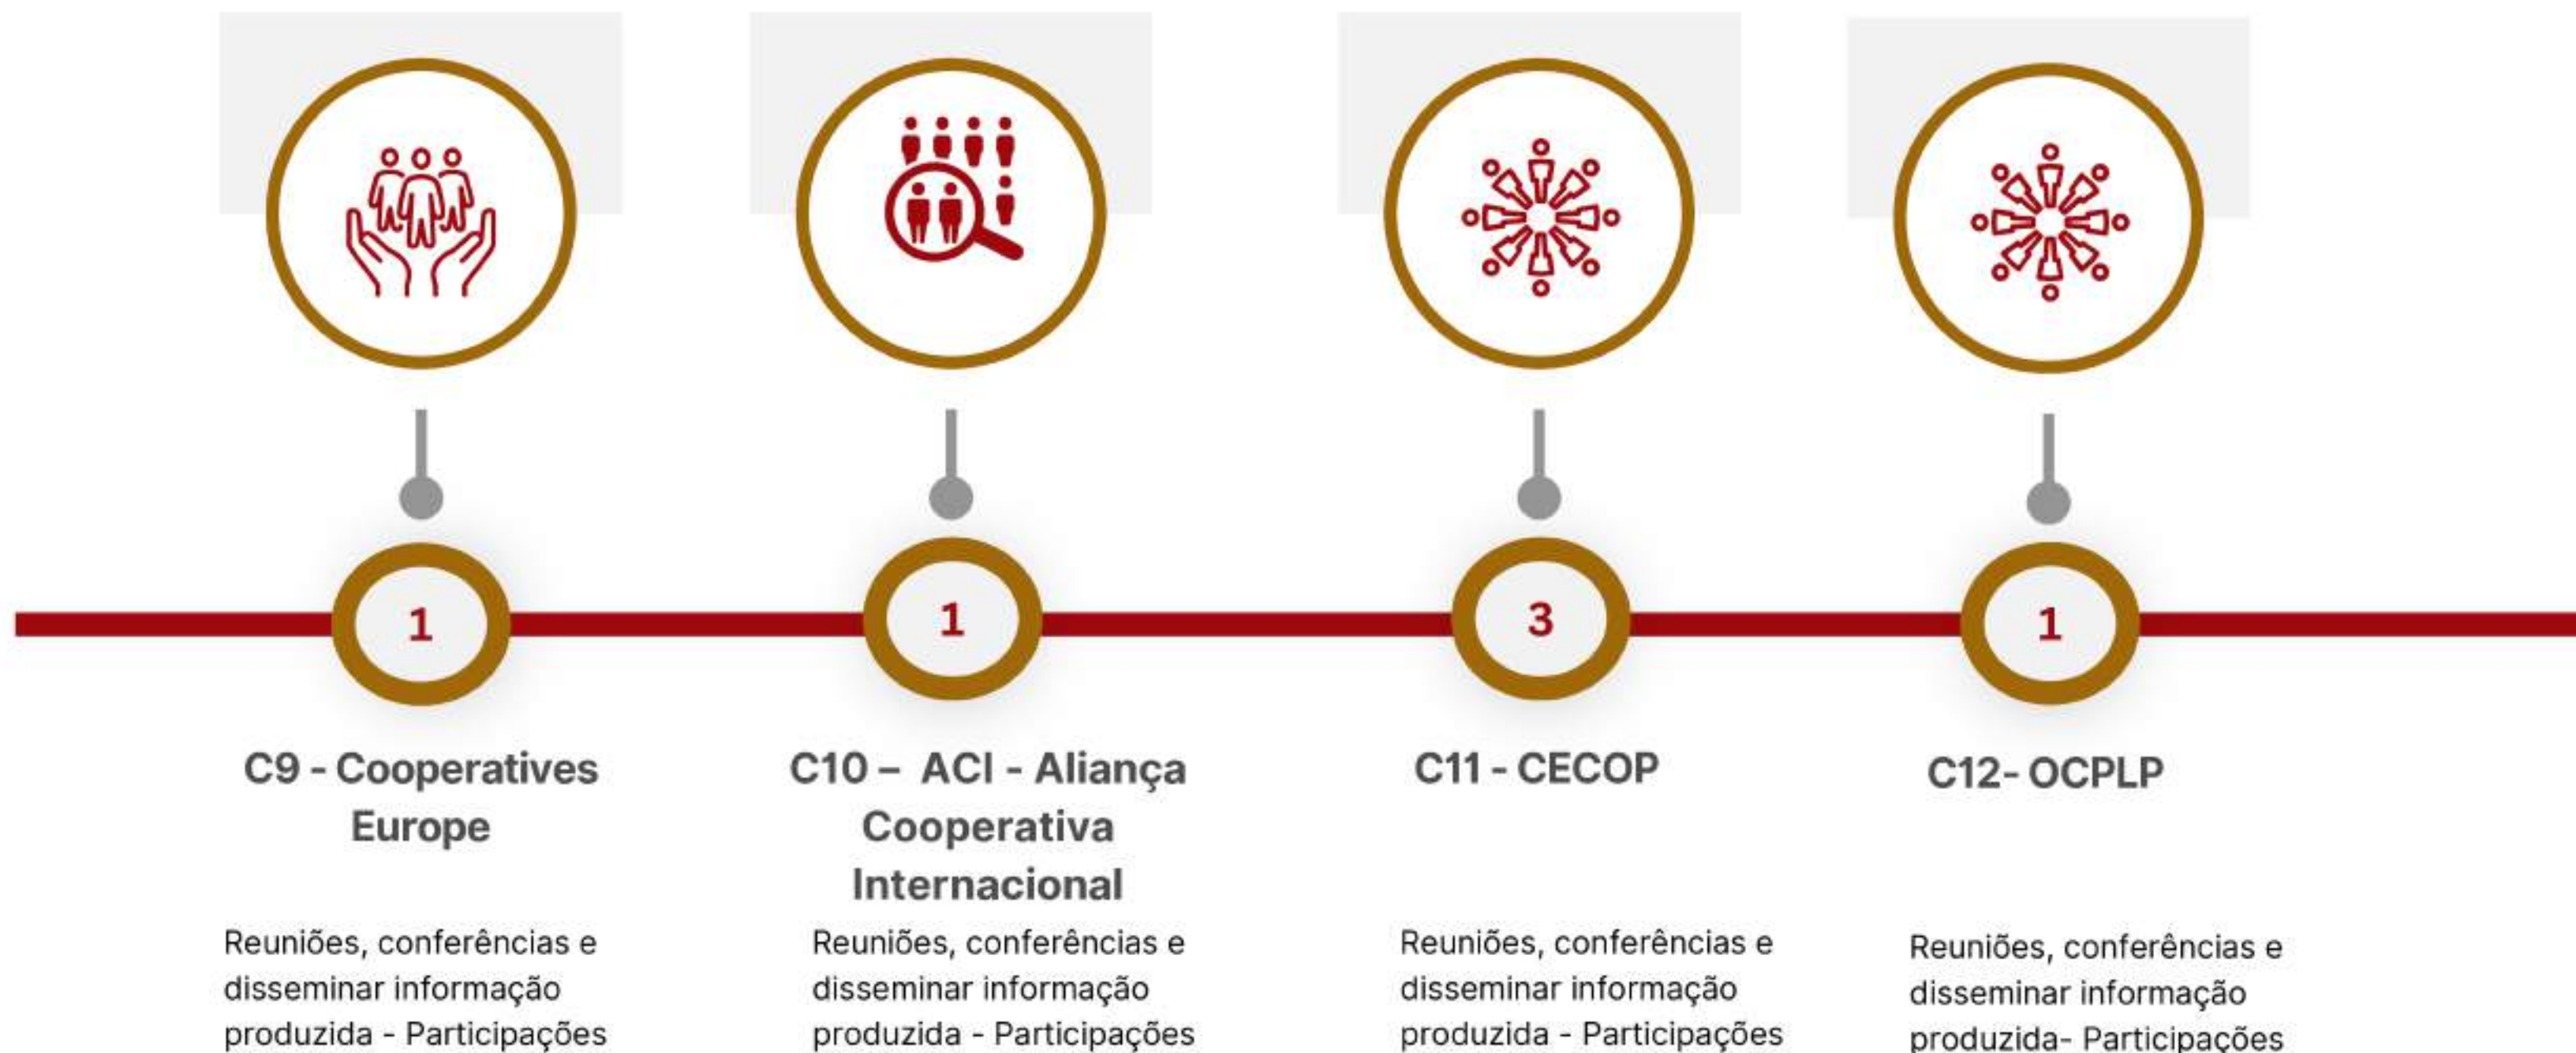 1
C9 - Cooperatives
Europe
Reuniões, conferências e
disseminar informação
produzida - Participações
1
C10 – ACI - Aliança
Cooperativa
Internacional
Reuniões, conferências e
disseminar informação
produzida - Participações
3
C11 - CECOP
Reuniões, conferências e
disseminar informação
produzida - Participações
1
C12- OCPLP
Reuniões, conferências e
disseminar informação
produzida- Participações